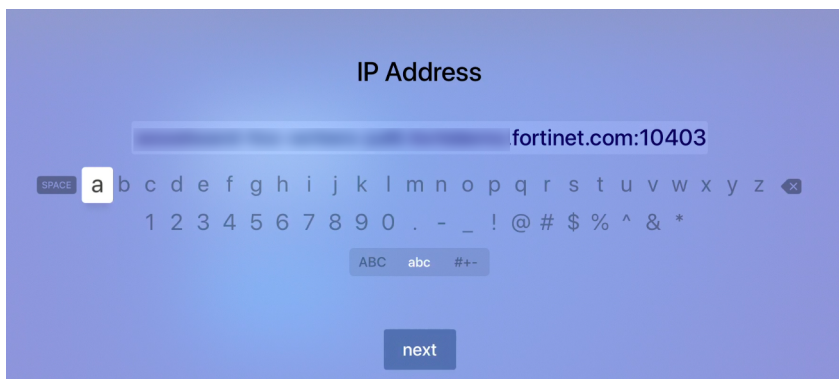 IP Address
.fortinet.com:10403
SPACE a b c d e f g h i j k l m n o p q r s t u v w x y z
1 2 3 4 5 6 7 8 9 0 . - _ ! @ # $ % ^ & *
ABC abc #+-
next